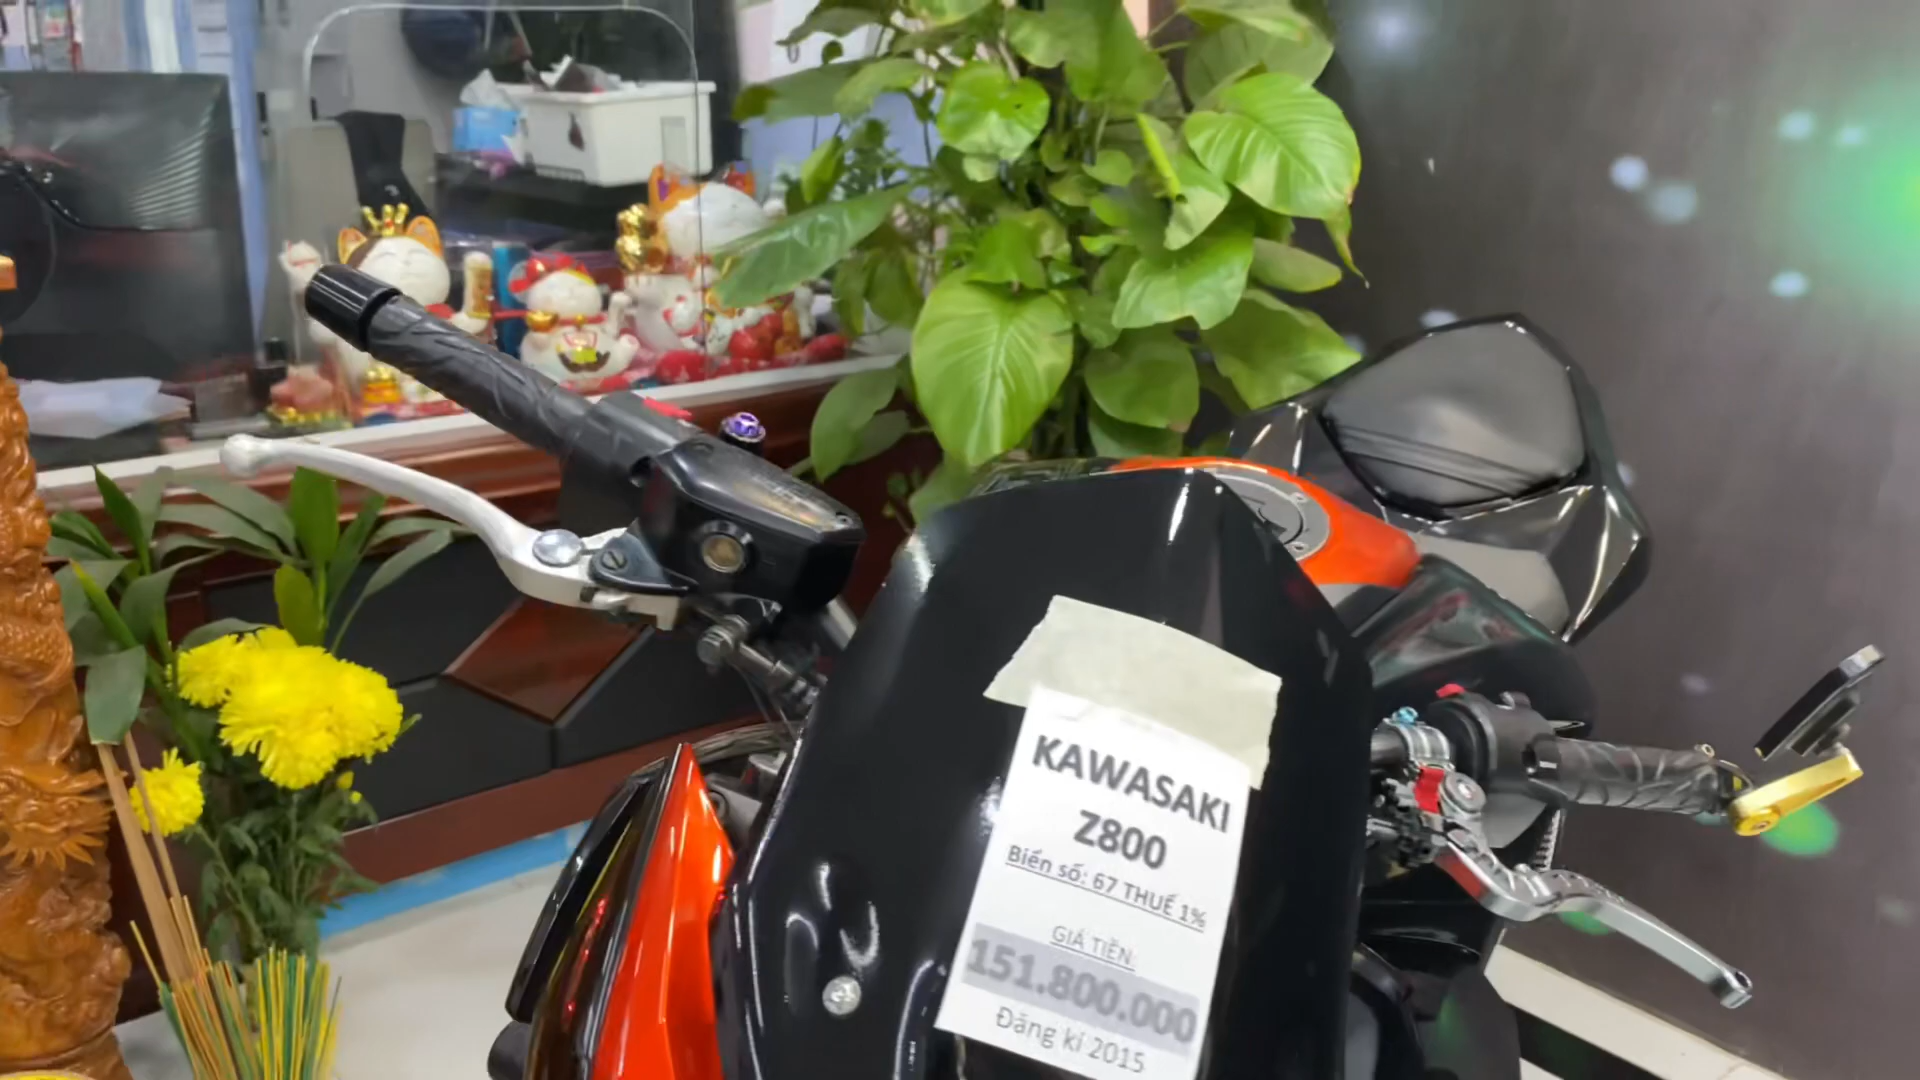 KAWASAKI
Z800
Biển số: 67 THUẾ 1%
GIÁ TIỀN:
151.800.000
Đăng kí 2015